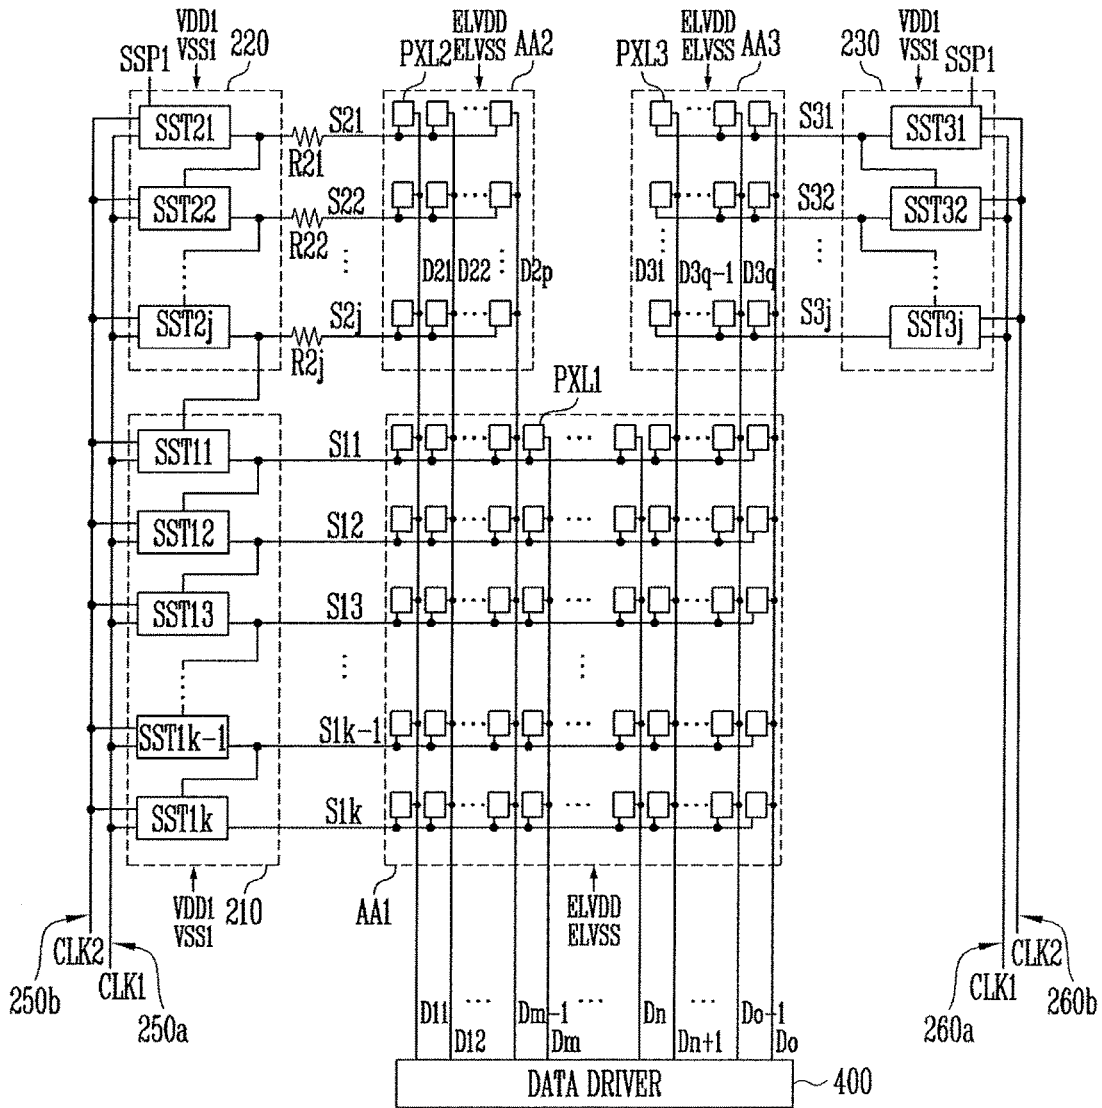 VDD1
VSS1
220
SSP1
PXL2
ELVDD
ELVSS
AA2
PXL3
ELVDD
ELVSS
AA3
230
VDD1
VSS1
SSP1
SST21
S21
R21
S31
SST31
SST22
S22
R22
S32
SST32
D21
D22
D2p
D31
D3q-1
D3q
SST2j
S2j
R2j
S3j
SST3j
PXL1
SST11
S11
SST12
S12
SST13
S13
SST1k-1
S1k-1
SST1k
S1k
VDD1
VSS1
210
AA1
ELVDD
ELVSS
CLK2
CLK1
250b
250a
CLK2
CLK1
260a
260b
D11
D12
Dm-1
Dm
Dn
Dn+1
Do-1
Do
DATA DRIVER
400